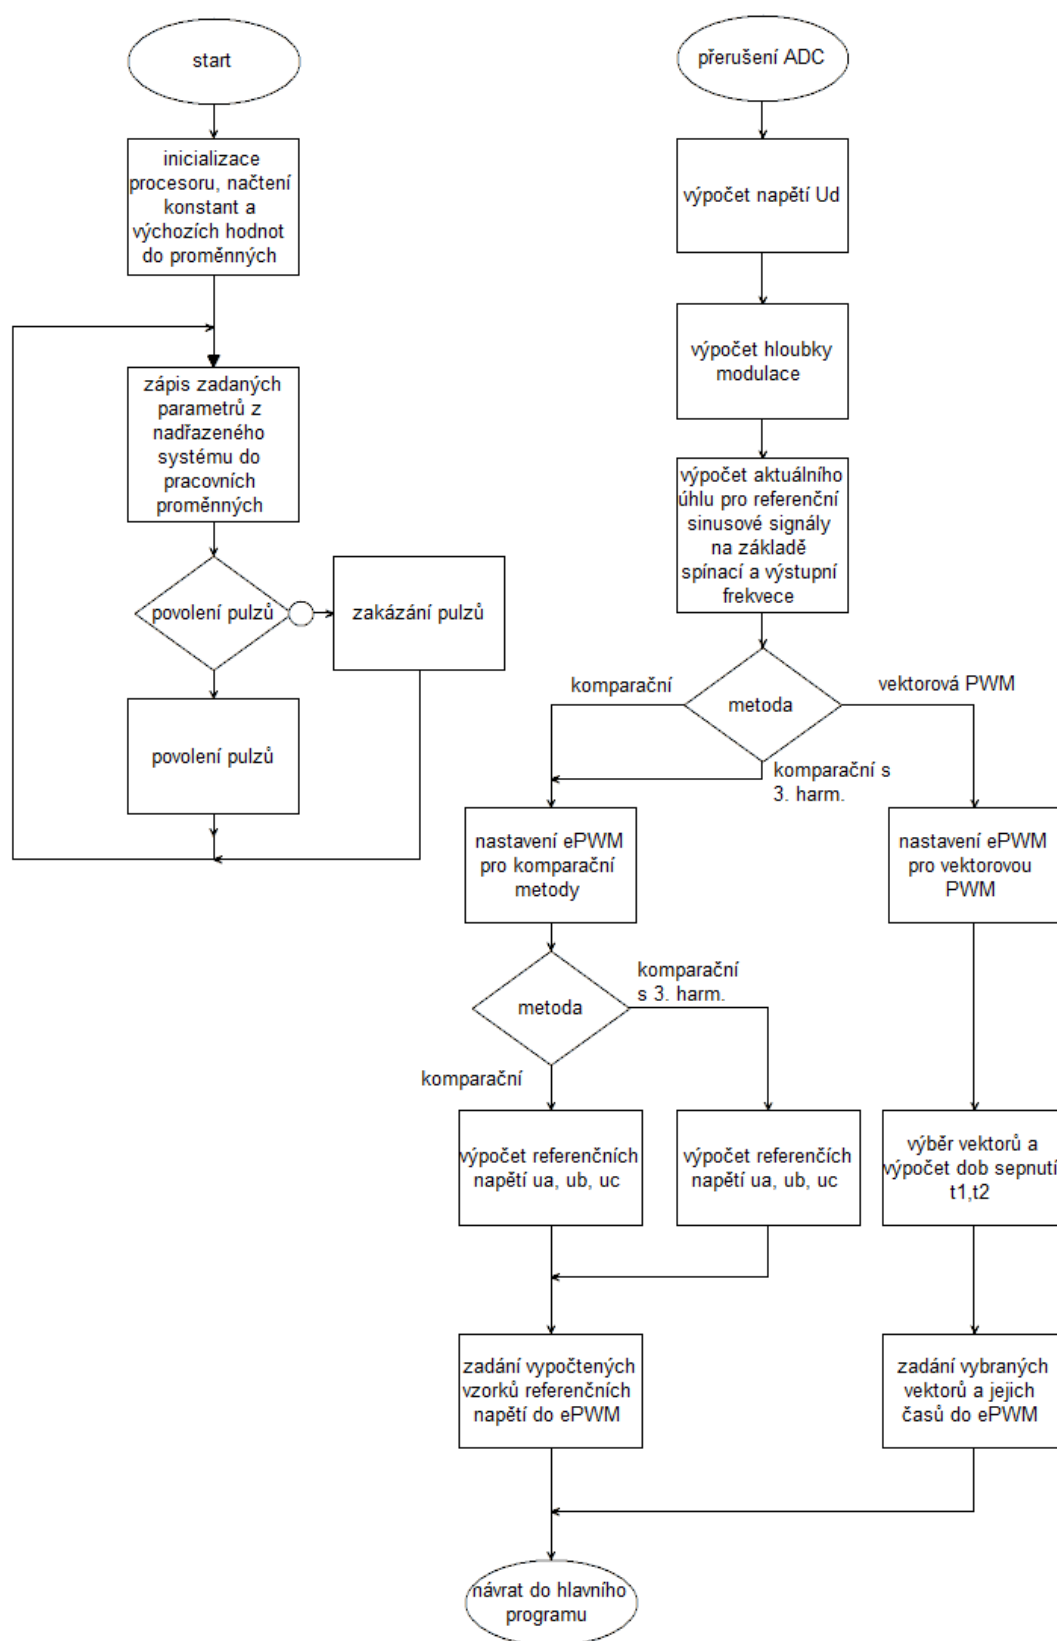 start
inicializace
procesoru, načtení
konstant a
výchozích hodnot
do proměnných
zápis zadaných
parametrů z
nadřazeného
systému do
pracovních
proměnných
povolení pulzů
zakázání pulzů
povolení pulzů
přerušení ADC
výpočet napětí Ud
výpočet hloubky
modulace
výpočet aktuálního
úhlu pro referenční
sinusové signály
na základě
spínací a výstupní
frekvece
metoda
komparační
vektorová PWM
komparační s
3. harm.
nastavení ePWM
pro komparační
metody
nastavení ePWM
pro vektorovou
PWM
metoda
komparační
s 3. harm.
komparační
výpočet referenčních
napětí ua, ub, uc
výpočet referenčích
napětí ua, ub, uc
výběr vektorů a
výpočet dob sepnutí
t1,t2
zadání vypočtených
vzorků referenčních
napětí do ePWM
zadání vybraných
vektorů a jejich
časů do ePWM
návrat do hlavního
programu